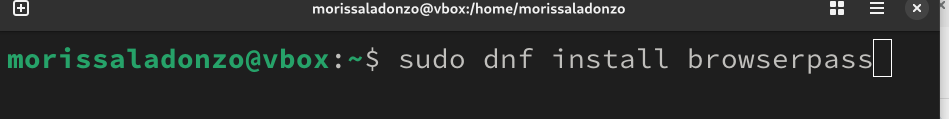 morissaladonzo@vbox:/home/morissaladonzo
morissaladonzo@vbox:~$ sudo dnf install browserpass